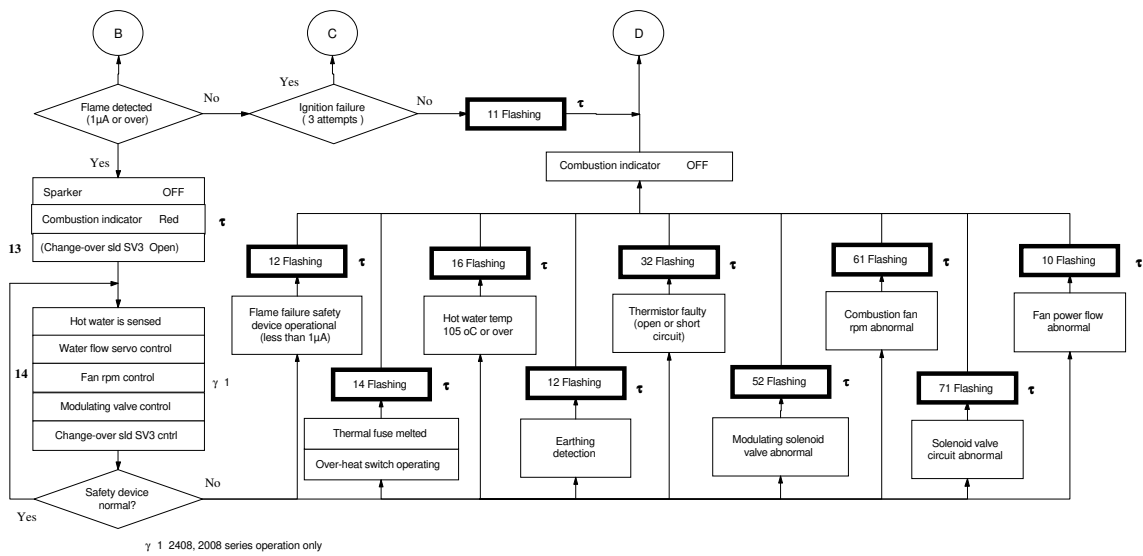 B
C
D
Flame detected
(1µA or over)
No
Yes
Ignition failure
( 3 attempts )
No
11 Flashing
τ
Yes
Combustion indicator OFF
Sparker OFF
Combustion indicator Red
τ
13
(Change-over sld SV3 Open)
12 Flashing
τ
16 Flashing
τ
32 Flashing
τ
61 Flashing
τ
10 Flashing
τ
Flame failure safety
device operational
(less than 1µA)
Hot water temp
105 oC or over
Thermistor faulty
(open or short
circuit)
Combustion fan
rpm abnormal
Fan power flow
abnormal
14
Hot water is sensed
Water flow servo control
Fan rpm control
γ 1
Modulating valve control
Change-over sld SV3 cntrl
14 Flashing
τ
12 Flashing
τ
52 Flashing
τ
71 Flashing
τ
Thermal fuse melted
Over-heat switch operating
Earthing
detection
Modulating solenoid
valve abnormal
Solenoid valve
circuit abnormal
Safety device
normal?
No
Yes
γ 1 2408, 2008 series operation only